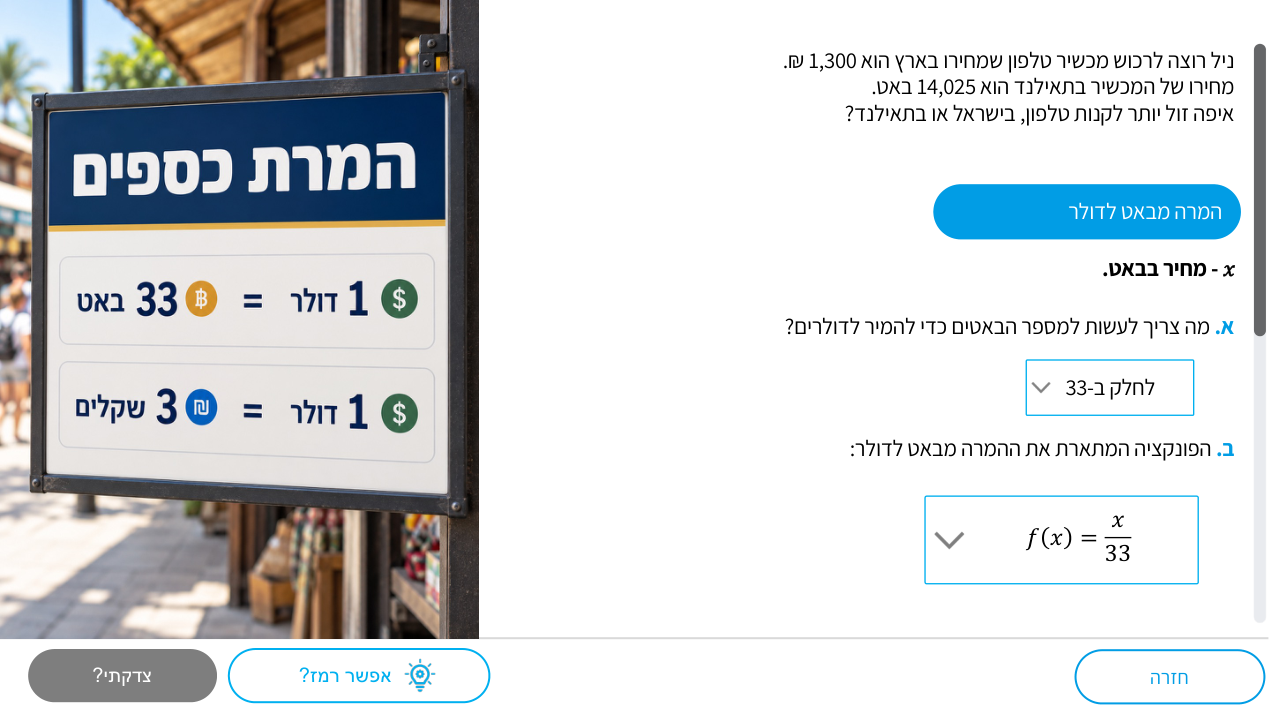 ניל רוצה לרכוש מכשיר טלפון שמחירו בארץ הוא 1,300 ₪.
מחירו של המכשיר בתאילנד הוא 14,025 באט.
איפה זול יותר לקנות טלפון, בישראל או בתאילנד?
המרה מבאט לדולר
x - מחיר בבאט.
א. מה צריך לעשות למספר הבאטים כדי להמיר לדולרים?
לחלק ב-33
ב. הפונקציה המתארת את ההמרה מבאט לדולר:
f(x) = x/33
המרת כספים
$ 1 דולר = ฿ 33 באט
$ 1 דולר = ₪ 3 שקלים
חזרה
אפשר רמז?
צדקתי?